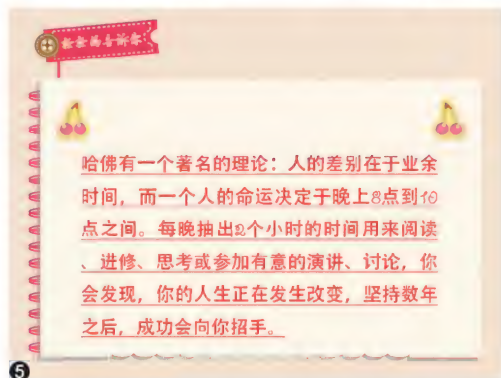 哈佛有一个著名的理论：人的差别在于业余
时间，而一个人的命运决定于晚上8点到10
点之间。每晚抽出2个小时的时间用来阅读
、进修、思考或参加有意的演讲、讨论，你
会发现，你的人生正在发生改变，坚持数年
之后，成功会向你招手。
5